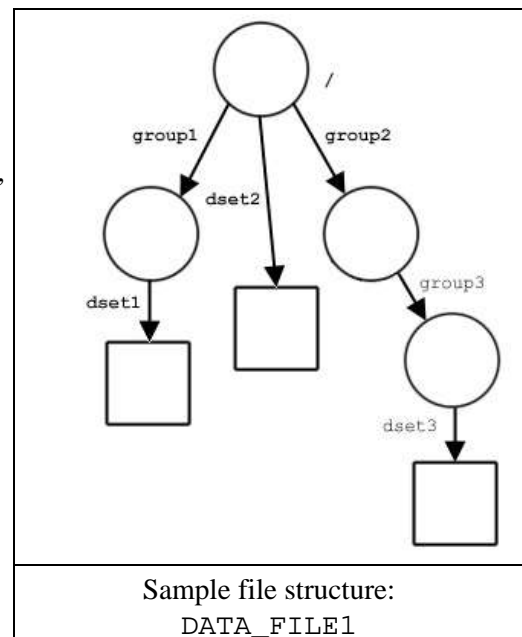 /
group1
group2
,
dset2
group3
dset1
dset3
Sample file structure:
DATA_FILE1